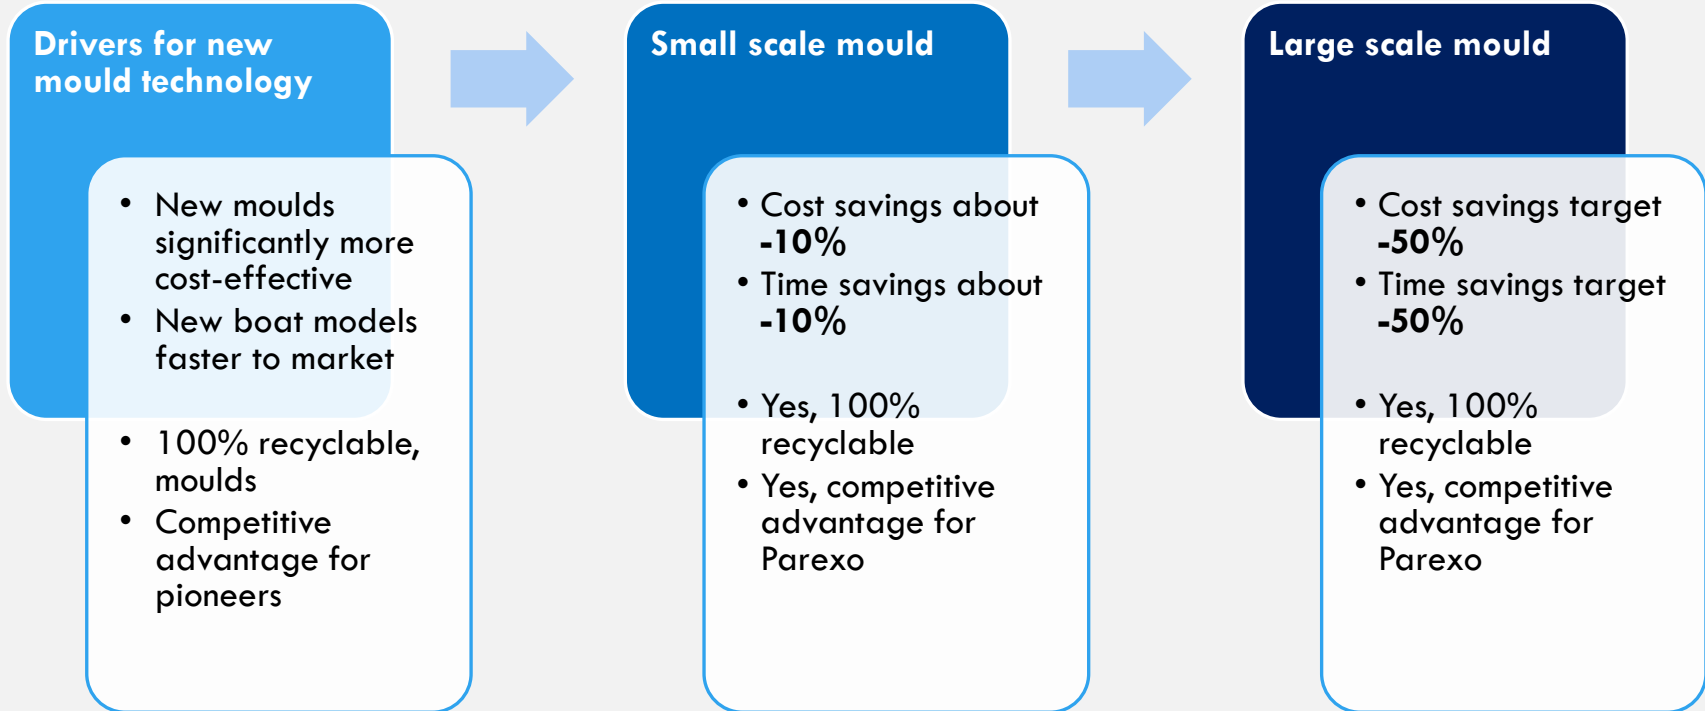 Drivers for new
mould technology
• New moulds
significantly more
cost-effective
• New boat models
faster to market
• 100% recyclable,
moulds
• Competitive
advantage for
pioneers
Small scale mould
• Cost savings about
-10%
• Time savings about
-10%
• Yes, 100%
recyclable
• Yes, competitive
advantage for
Parexo
Large scale mould
• Cost savings target
-50%
• Time savings target
-50%
• Yes, 100%
recyclable
• Yes, competitive
advantage for
Parexo